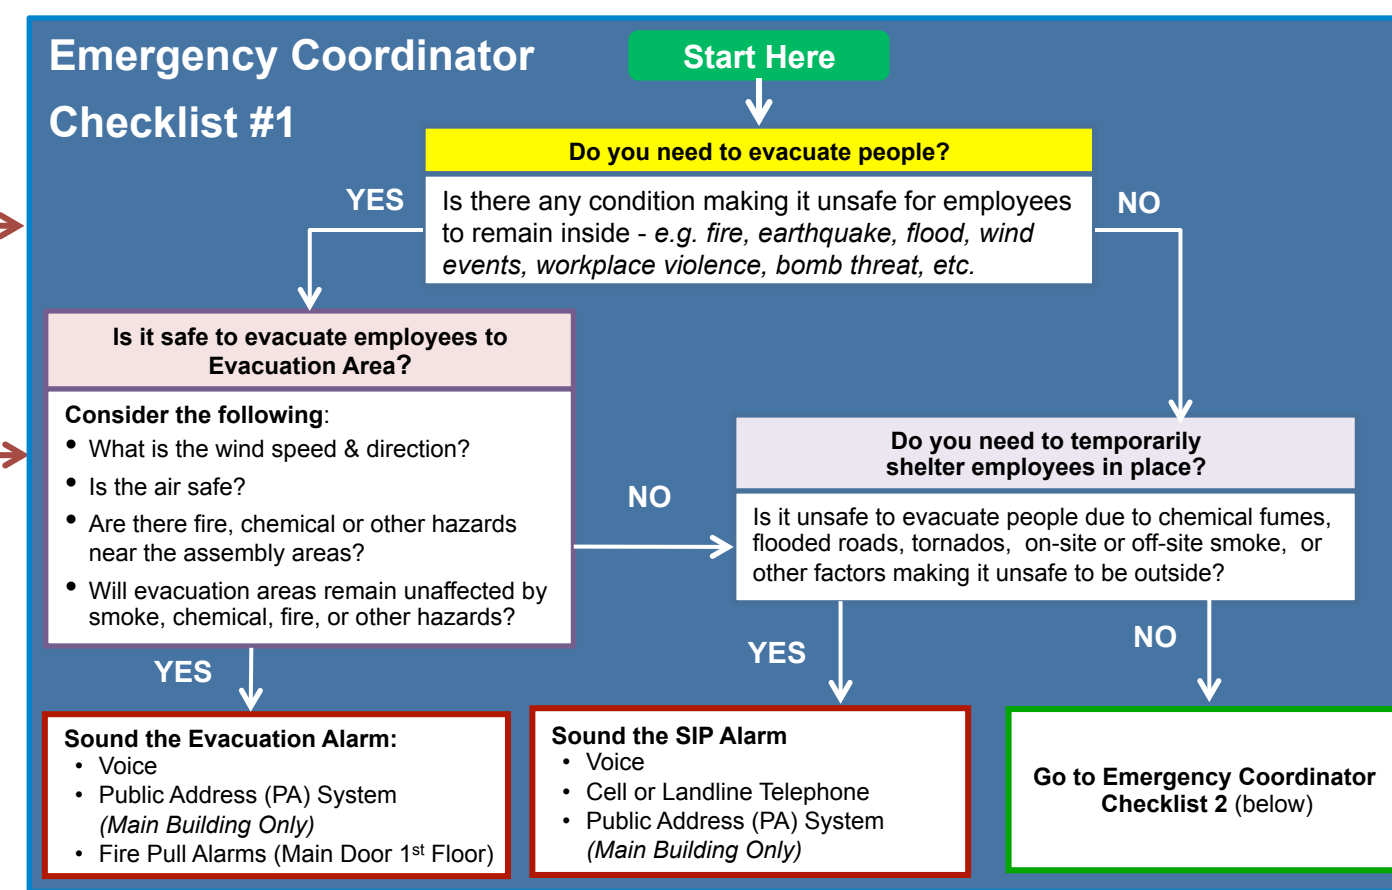 Emergency Coordinator
Checklist #1
Start Here
Do you need to evacuate people?
YES
Is there any condition making it unsafe for employees
to remain inside - e.g. fire, earthquake, flood, wind
events, workplace violence, bomb threat, etc.
NO
Is it safe to evacuate employees to
Evacuation Area?
Consider the following:
• What is the wind speed & direction?
• Is the air safe?
• Are there fire, chemical or other hazards
near the assembly areas?
• Will evacuation areas remain unaffected by
smoke, chemical, fire, or other hazards?
NO
Do you need to temporarily
shelter employees in place?
Is it unsafe to evacuate people due to chemical fumes,
flooded roads, tornados, on-site or off-site smoke, or
other factors making it unsafe to be outside?
YES
YES
NO
Sound the Evacuation Alarm:
• Voice
• Public Address (PA) System
(Main Building Only)
• Fire Pull Alarms (Main Door 1st Floor)
Sound the SIP Alarm
• Voice
• Cell or Landline Telephone
• Public Address (PA) System
(Main Building Only)
Go to Emergency Coordinator
Checklist 2 (below)